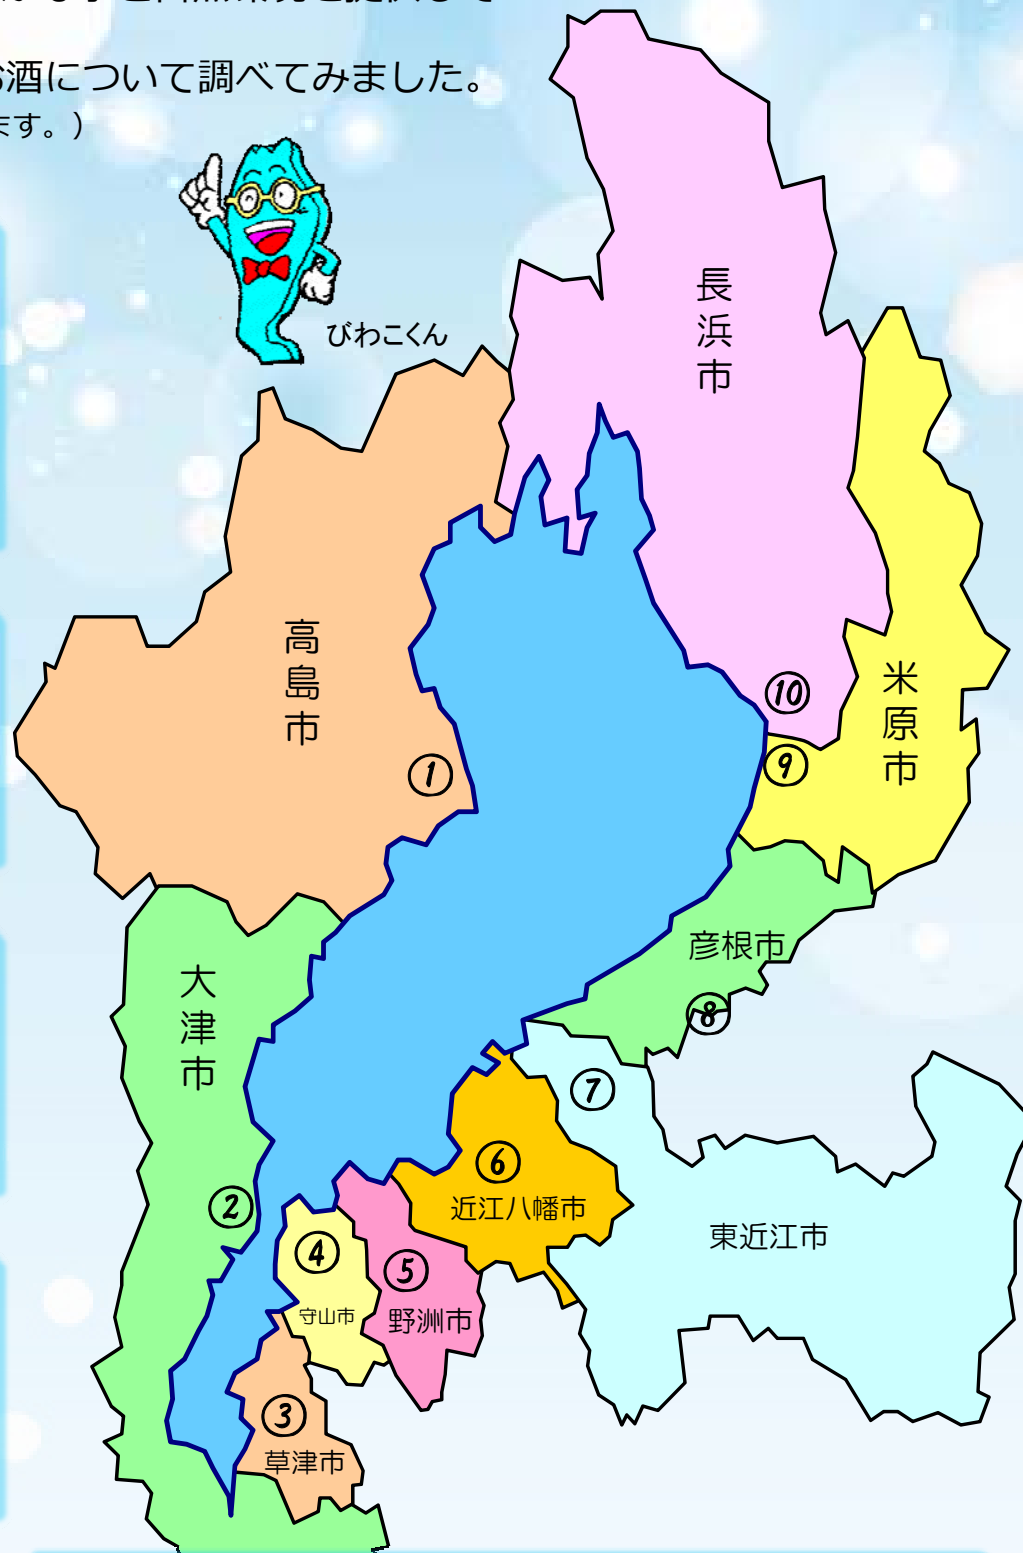 お酒について調べてみました。
ます。）
びわこくん
長浜市
高島市
米原市
⑩
①
⑨
彦根市
大津市
⑧
⑦
⑥
近江八幡市
②
東近江市
④
⑤
守山市
野洲市
③
草津市